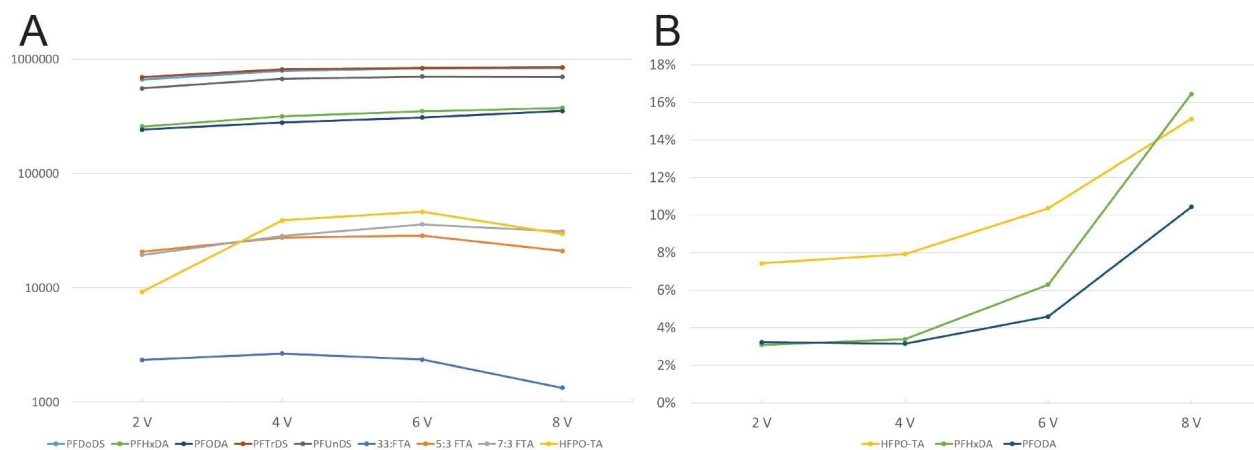 A
1000000
100000
10000
1000
2 V 4 V 6 V 8 V
PFDoDS PFHxDA PFODA PFTrDS PFUnDS 33:FTA 5:3 FTA 7:3 FTA HFPO-TA
B
18%
16%
14%
12%
10%
8%
6%
4%
2%
0%
2 V 4 V 6 V 8 V
HFPO-TA PFHxDA PFODA